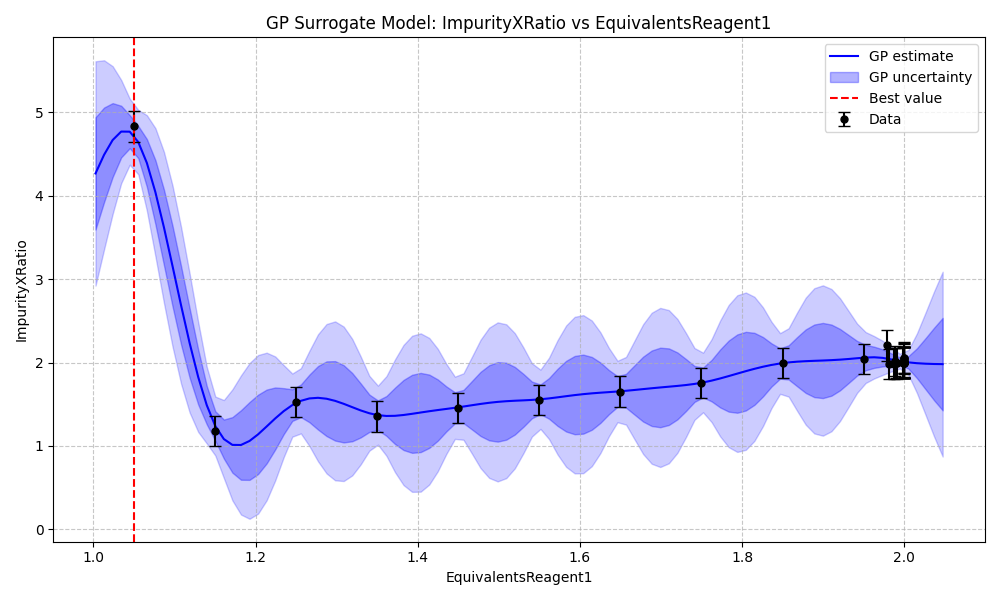 GP Surrogate Model: ImpurityXRatio vs EquivalentsReagent1
GP estimate
GP uncertainty
Best value
Data
ImpurityXRatio
5
4
3
2
1
0
1.0 1.2 1.4 1.6 1.8 2.0
EquivalentsReagent1